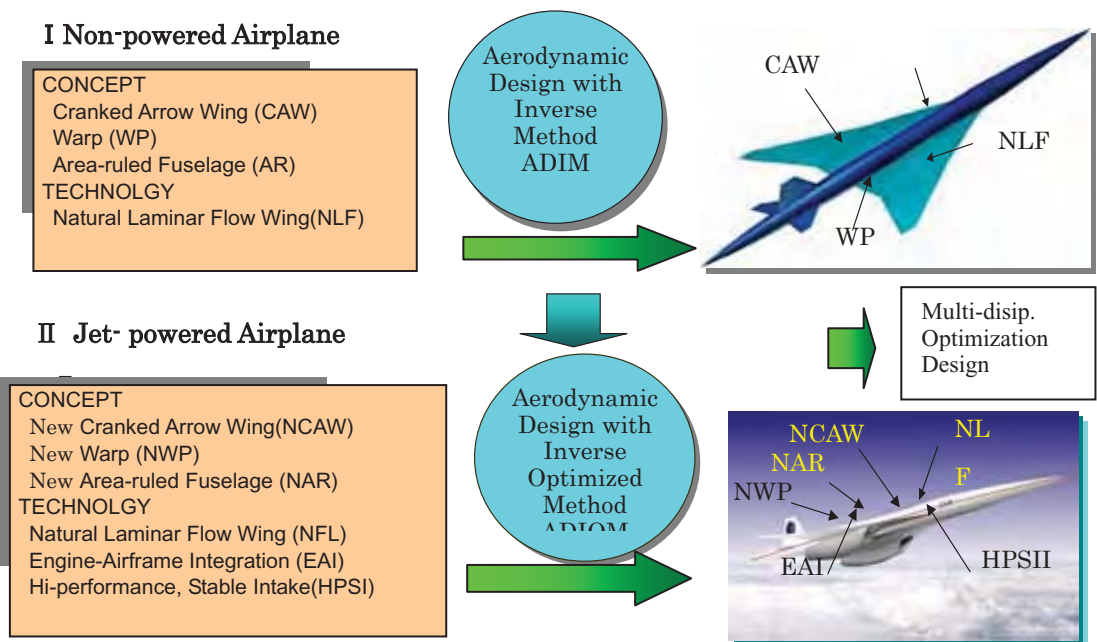 Ⅰ Non-powered Airplane
CONCEPT
Cranked Arrow Wing (CAW)
Warp (WP)
Area-ruled Fuselage (AR)
TECHNOLGY
Natural Laminar Flow Wing(NLF)
Aerodynamic
Design with
Inverse
Method
ADIM
CAW
NLF
WP
Ⅱ Jet- powered Airplane
CONCEPT
New Cranked Arrow Wing(NCAW)
New Warp (NWP)
New Area-ruled Fuselage (NAR)
TECHNOLGY
Natural Laminar Flow Wing (NFL)
Engine-Airframe Integration (EAI)
Hi-performance, Stable Intake(HPSI)
Aerodynamic
Design with
Inverse
Optimized
Method
ADIOM
Multi-disip.
Optimization
Design
NCAW
NL
NAR
F
NWP
EAI
HPSII